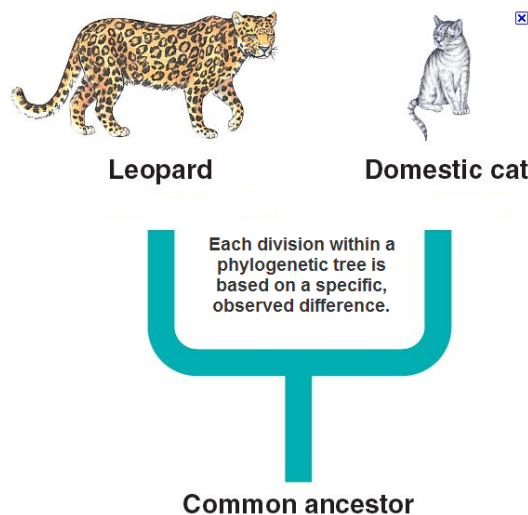 Leopard
Domestic cat
Each division within a
phylogenetic tree is
based on a specific,
observed difference.
Common ancestor